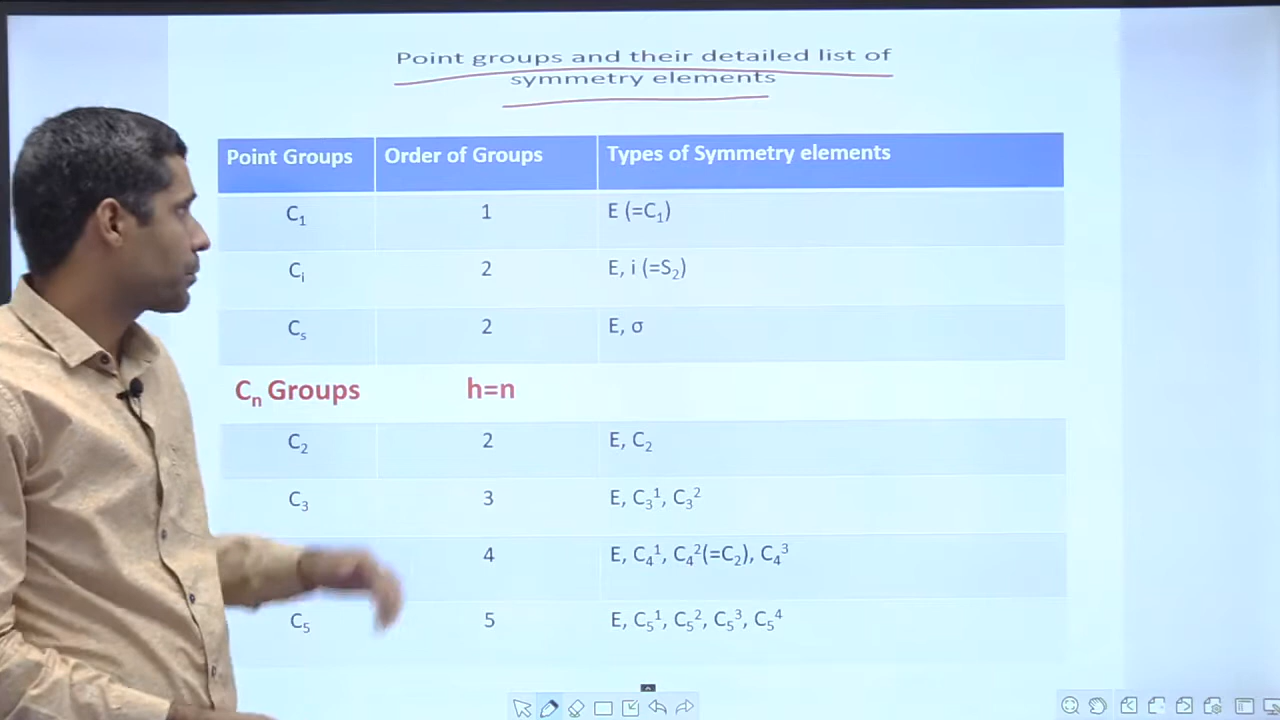 Point groups and their detailed list of
symmetry elements
Point Groups Order of Groups Types of Symmetry elements
C₁ 1 E (=C₁)
Cᵢ 2 E, i (=S₂)
Cₛ 2 E, σ
Cₙ Groups h=n
C₂ 2 E, C₂
C₃ 3 E, C₃¹, C₃²
4 E, C₄¹, C₄²(=C₂), C₄³
C₅ 5 E, C₅¹, C₅², C₅³, C₅⁴